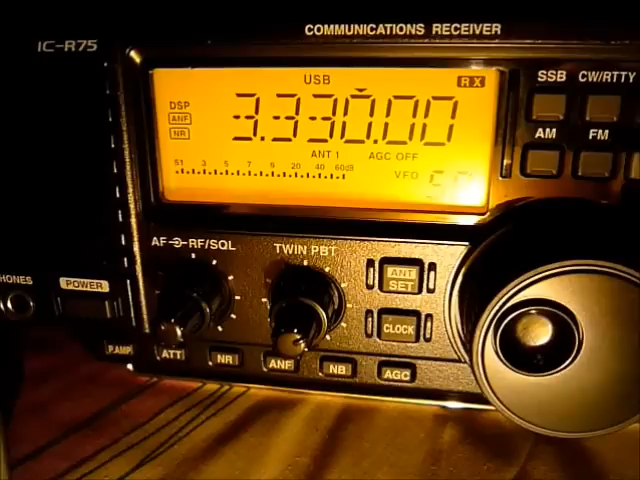 COMMUNICATIONS RECEIVER
IC-R75
USB
RX
SSB CW/RTTY
DSP
ANF
NR
3.330.00
AM FM
ANT 1 AGC OFF
S1 3 5 7 9 20 40 60dB
VFO
AF RF/SQL
TWIN PBT
ANT
SET
PHONES
POWER
CLOCK
P.AMP
ATT
NR
ANF
NB
AGC